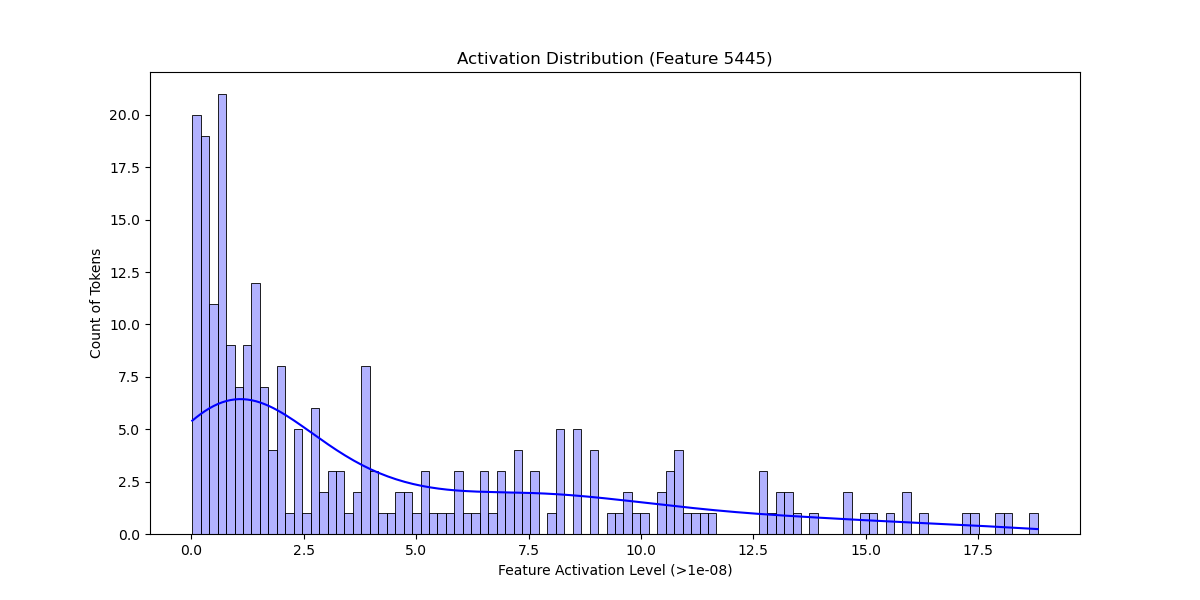 Activation Distribution (Feature 5445)
20.0
17.5
15.0
12.5
10.0
7.5
5.0
2.5
0.0
Count of Tokens
0.0 2.5 5.0 7.5 10.0 12.5 15.0 17.5
Feature Activation Level (>1e-08)